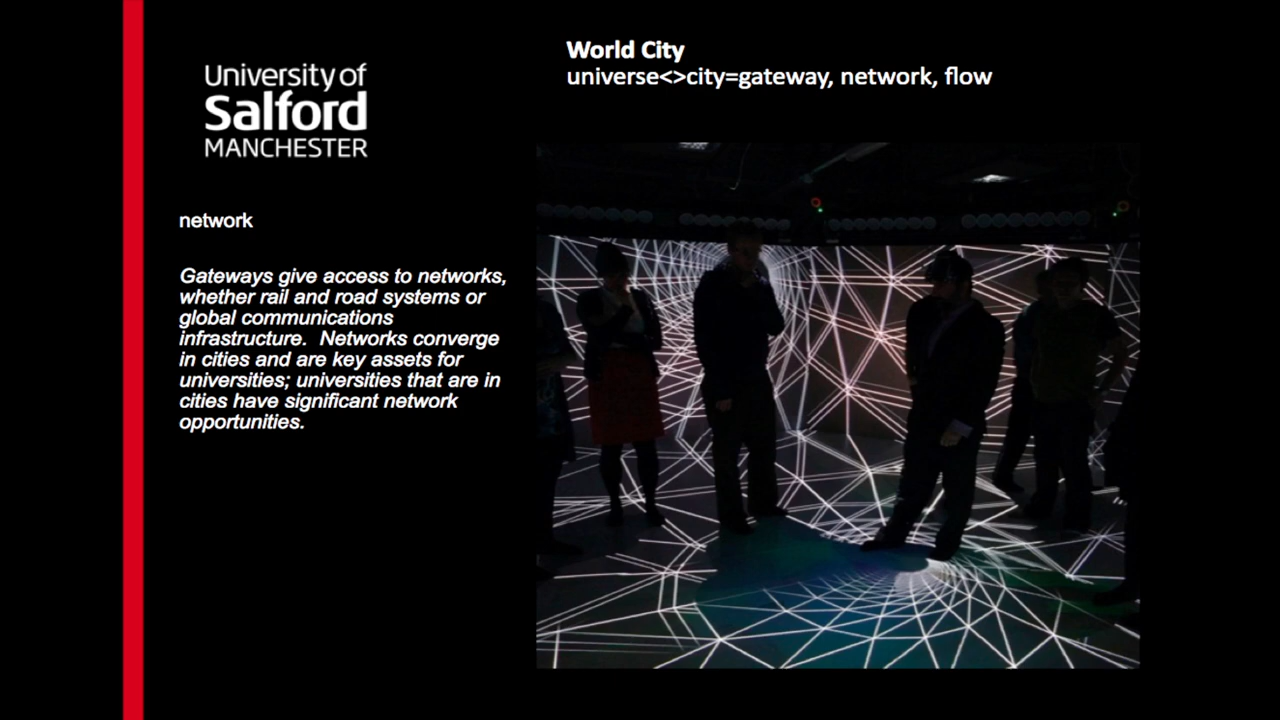 World City
universe<>city=gateway, network, flow
University of
Salford
MANCHESTER
network
Gateways give access to networks,
whether rail and road systems or
global communications
infrastructure.  Networks converge
in cities and are key assets for
universities; universities that are in
cities have significant network
opportunities.